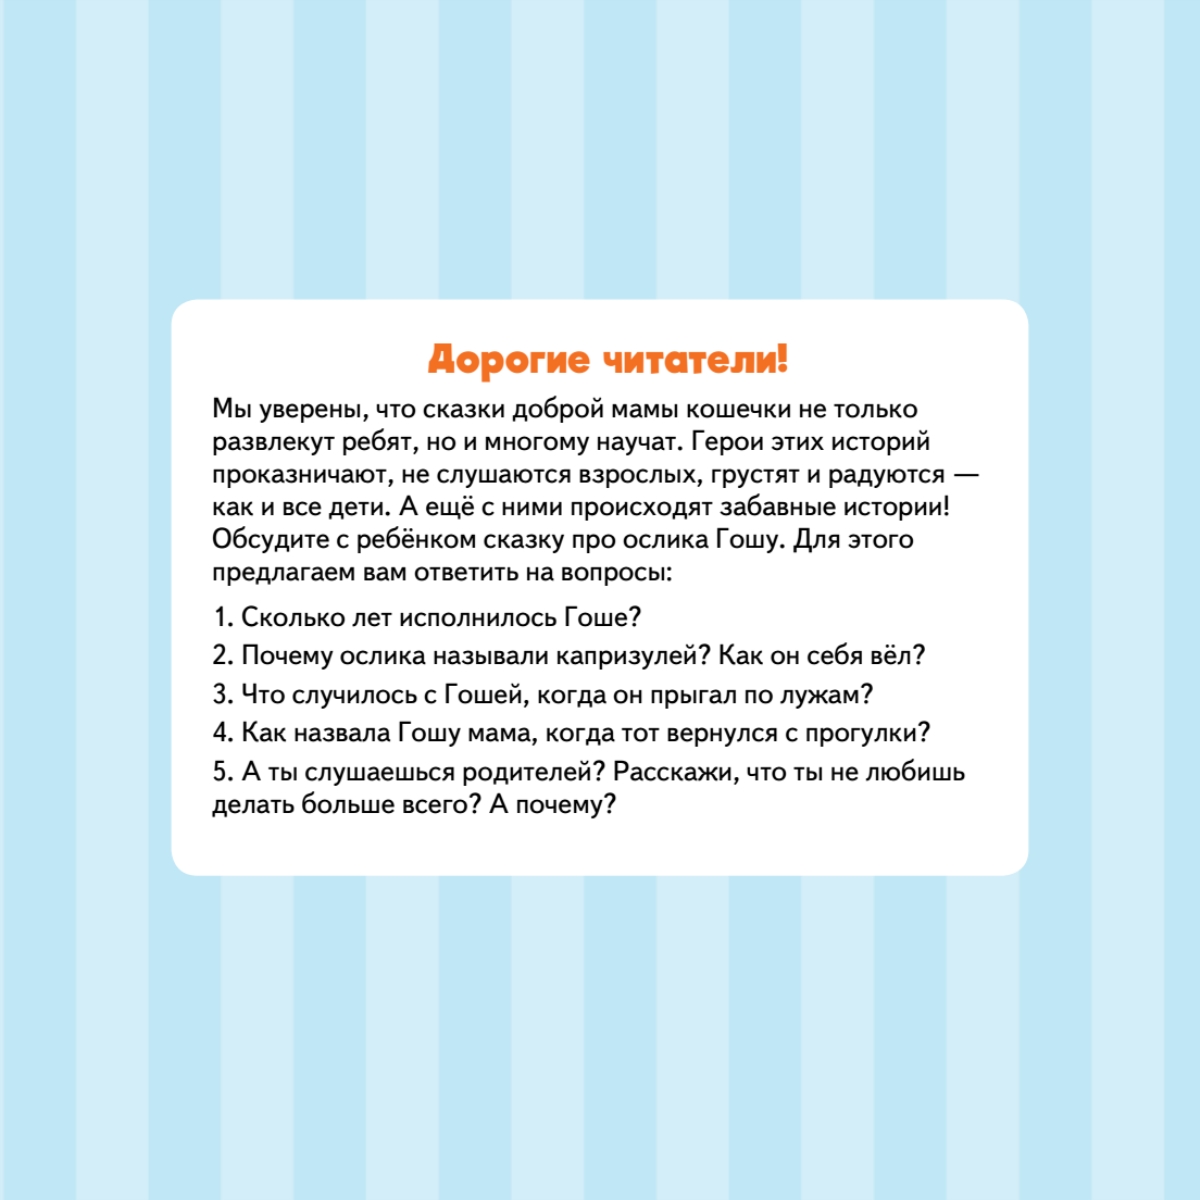 Дорогие читатели!
Мы уверены, что сказки доброй мамы кошечки не только
развлекут ребят, но и многому научат. Герои этих историй
проказничают, не слушаются взрослых, грустят и радуются —
как и все дети. А ещё с ними происходят забавные истории!
Обсудите с ребёнком сказку про ослика Гошу. Для этого
предлагаем вам ответить на вопросы:
1. Сколько лет исполнилось Гоше?
2. Почему ослика называли капризулей? Как он себя вёл?
3. Что случилось с Гошей, когда он прыгал по лужам?
4. Как назвала Гошу мама, когда тот вернулся с прогулки?
5. А ты слушаешься родителей? Расскажи, что ты не любишь
делать больше всего? А почему?